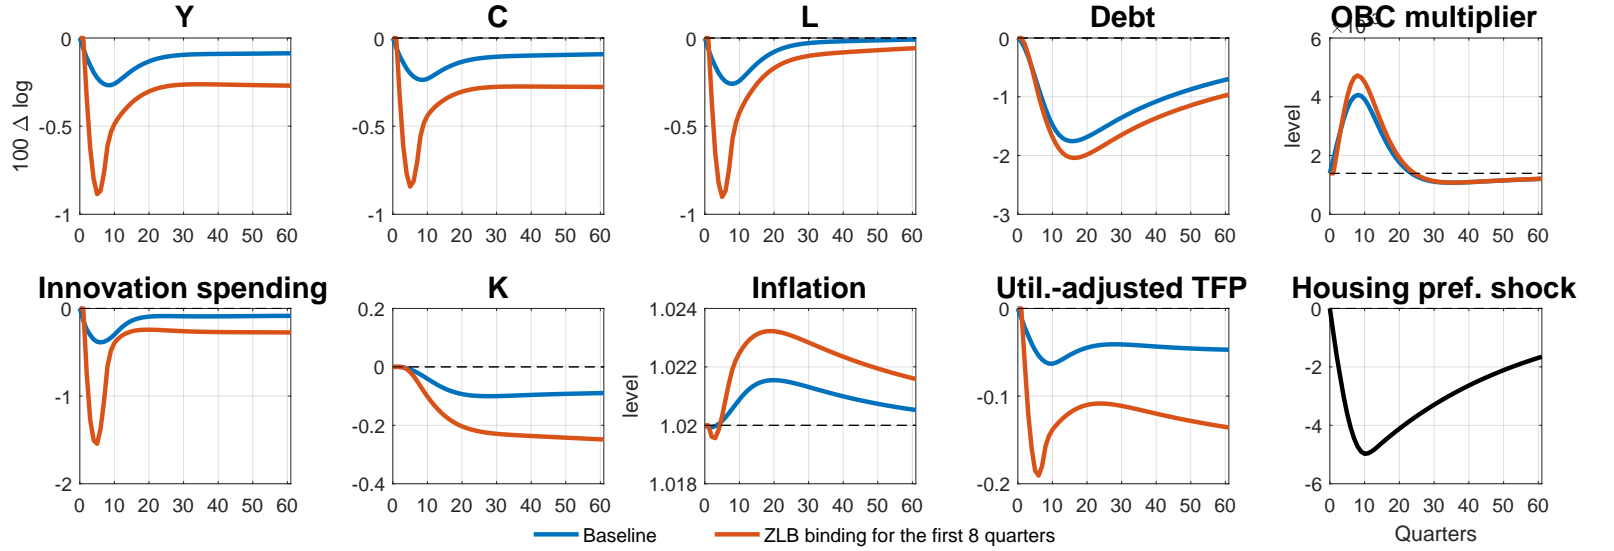 Y
C
L
Debt
OBC multiplier
0
-0.5
-1
100 Δ log
0 10 20 30 40 50 60
0
-0.5
-1
0 10 20 30 40 50 60
0
-0.5
-1
0 10 20 30 40 50 60
0
-1
-2
-3
0 10 20 30 40 50 60
6
4
2
0
level
0 10 20 30 40 50 60
Innovation spending
K
Inflation
Util.-adjusted TFP
Housing pref. shock
0
-1
-2
0 10 20 30 40 50 60
0.2
0
-0.2
-0.4
0 10 20 30 40 50 60
1.024
1.022
1.02
1.018
level
0 10 20 30 40 50 60
0
-0.1
-0.2
0 10 20 30 40 50 60
0
-2
-4
-6
0 10 20 30 40 50 60
Quarters
Baseline
ZLB binding for the first 8 quarters